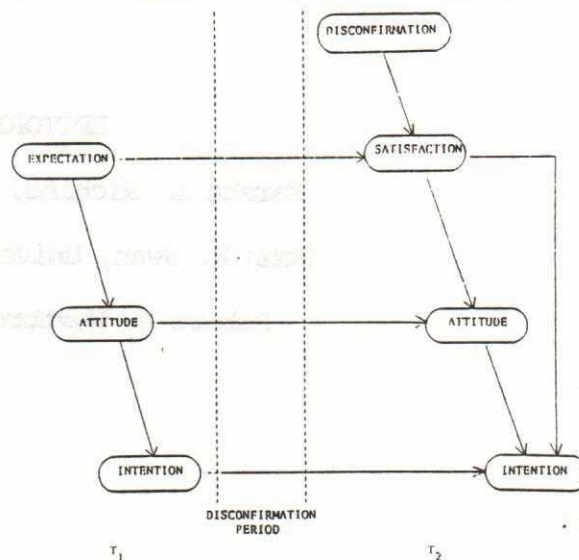 DISCONFIRMATION
EXPECTATION
SATISFACTION
ATTITUDE
ATTITUDE
INTENTION
INTENTION
DISCONFIRMATION
PERIOD
T1
T2